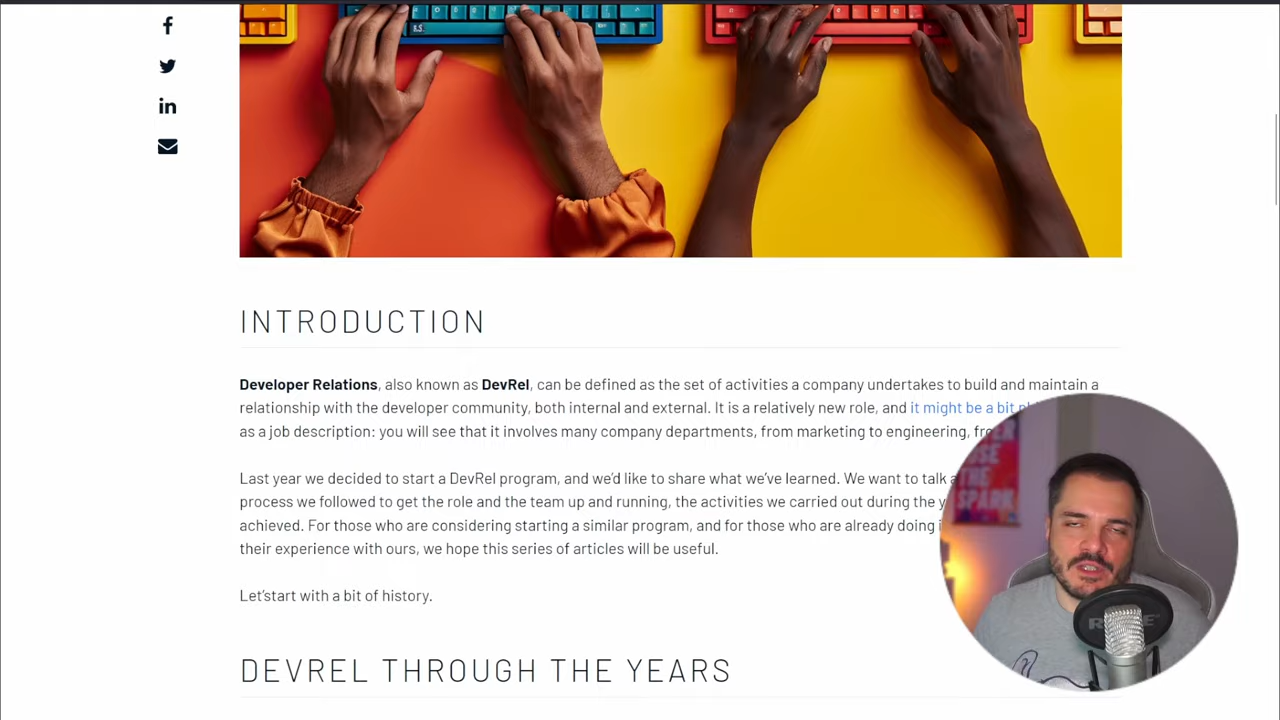 INTRODUCTION
Developer Relations, also known as DevRel, can be defined as the set of activities a company undertakes to build and maintain a
relationship with the developer community, both internal and external. It is a relatively new role, and it might be a bit
as a job description: you will see that it involves many company departments, from marketing to engineering,
Last year we decided to start a DevRel program, and we'd like to share what we've learned. We want to talk
process we followed to get the role and the team up and running, the activities we carried out during the
achieved. For those who are considering starting a similar program, and for those who are already doing
their experience with ours, we hope this series of articles will be useful.
Let'start with a bit of history.
DEVREL THROUGH THE YEARS
THE
SPARK